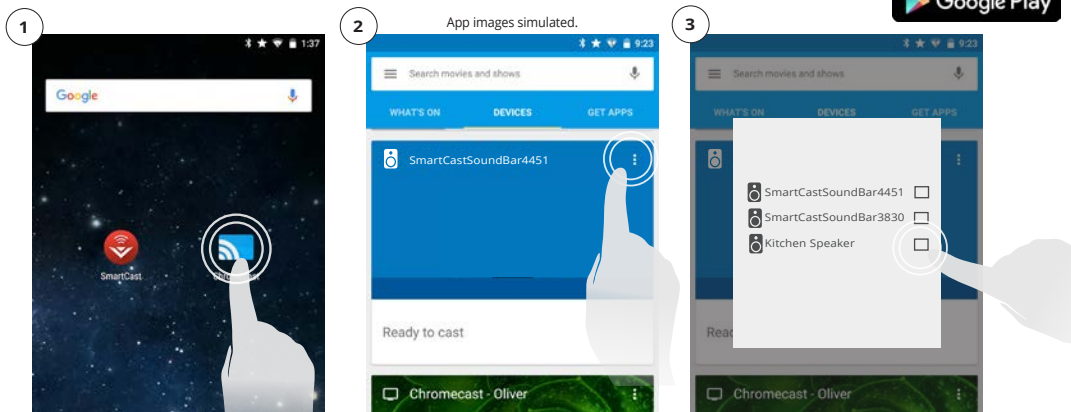 Google Play
App images simulated.
1
1:37
Google
SmartCast
2
9:23
Search movies and shows
WHAT'S ON DEVICES GET APPS
SmartCastSoundBar4451
Ready to cast
Chromecast - Oliver
3
9:23
Search movies and shows
WHAT'S ON DEVICES GET APPS
SmartCastSoundBar4451
SmartCastSoundBar3830
Kitchen Speaker
Chromecast - Oliver